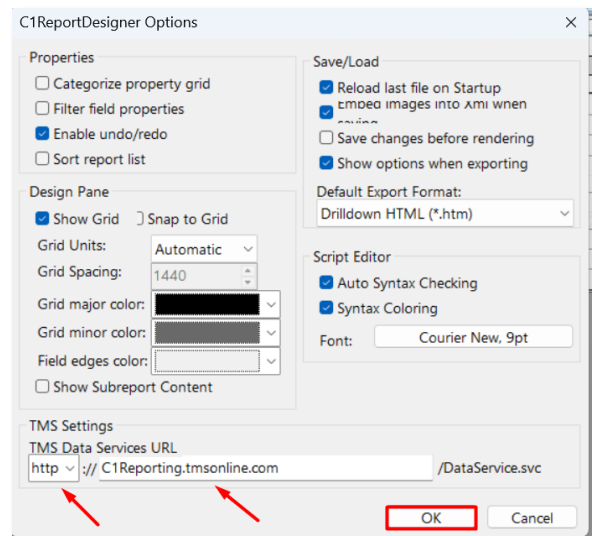 C1ReportDesigner Options
Properties
Categorize property grid
Filter field properties
Enable undo/redo
Sort report list
Design Pane
Show Grid Snap to Grid
Grid Units: Automatic
Grid Spacing: 1440
Grid major color:
Grid minor color:
Field edges color:
Show Subreport Content
Save/Load
Reload last file on Startup
Embed images into Xml when
saving
Save changes before rendering
Show options when exporting
Default Export Format:
Drilldown HTML (*.htm)
Script Editor
Auto Syntax Checking
Syntax Coloring
Font: Courier New, 9pt
TMS Settings
TMS Data Services URL
http :// C1Reporting.tmsonline.com /DataService.svc
OK Cancel